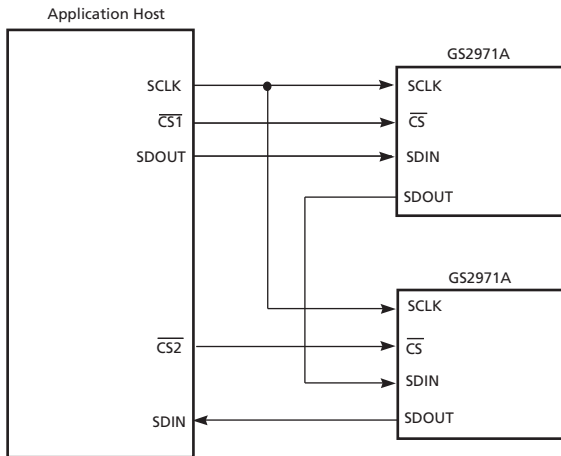 Application Host
SCLK
CS1
SDOUT
CS2
SDIN
GS2971A
SCLK
CS
SDIN
SDOUT
GS2971A
SCLK
CS
SDIN
SDOUT